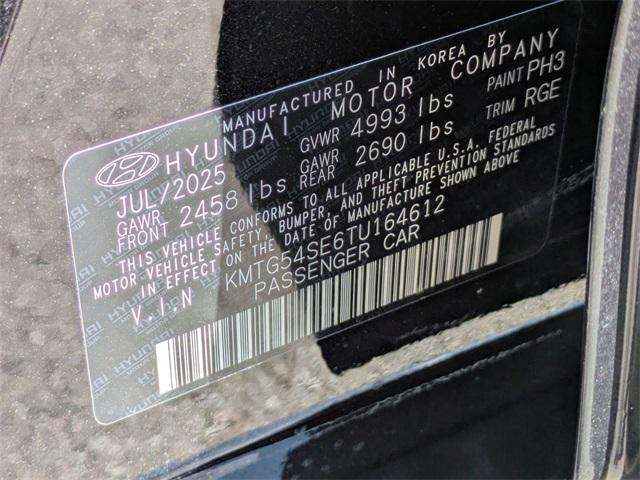 MANUFACTURED IN KOREA BY
HYUNDAI MOTOR COMPANY
JUL/2025 GVWR 4993 lbs PAINT PH3
GAWR FRONT 2458 lbs GAWR REAR 2690 lbs TRIM RGE
THIS VEHICLE CONFORMS TO ALL APPLICABLE U.S.A. FEDERAL
MOTOR VEHICLE SAFETY, BUMPER, AND THEFT PREVENTION STANDARDS
IN EFFECT ON THE DATE OF MANUFACTURE SHOWN ABOVE
V.I.N KMTG54SE6TU164612
PASSENGER CAR